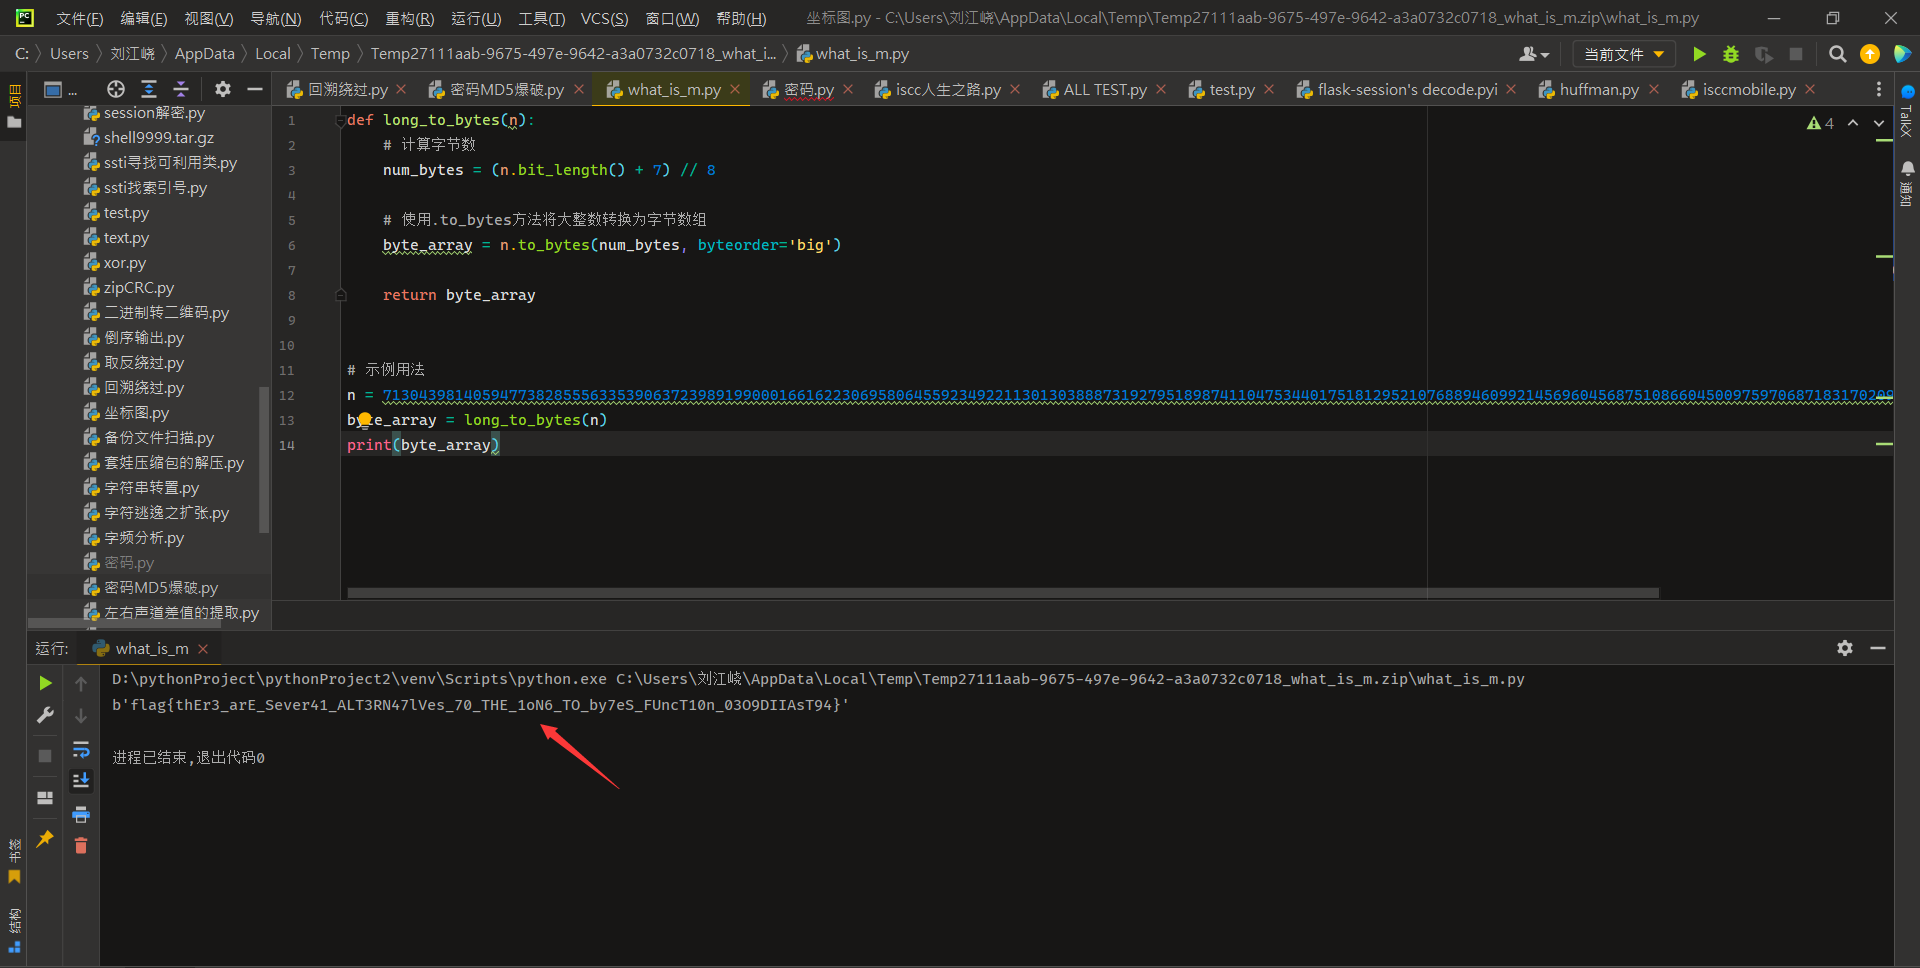 PC 文件(F) 编辑(E) 视图(V) 导航(N) 代码(C) 重构(R) 运行(U) 工具(T) VCS(S) 窗口(W) 帮助(H) 坐标图.py - C:\Users\刘江峣\AppData\Local\Temp\Temp27111aab-9675-497e-9642-a3a0732c0718_what_is_m.zip\what_is_m.py
C: Users 刘江峣 AppData Local Temp Temp27111aab-9675-497e-9642-a3a0732c0718_what_i... what_is_m.py 当前文件
项目
... 回溯绕过.py 密码MD5爆破.py what_is_m.py 密码.py iscc人生之路.py ALL TEST.py test.py flask-session's decode.pyi huffman.py isccmobile.py
session解密.py
shell9999.tar.gz
ssti寻找可利用类.py
ssti找索引号.py
test.py
text.py
xor.py
zipCRC.py
二进制转二维码.py
倒序输出.py
取反绕过.py
回溯绕过.py
坐标图.py
备份文件扫描.py
套娃压缩包的解压.py
字符串转置.py
字符逃逸之扩张.py
字频分析.py
密码.py
密码MD5爆破.py
左右声道差值的提取.py
1 def long_to_bytes(n):
2 # 计算字节数
3 num_bytes = (n.bit_length() + 7) // 8
4
5 # 使用.to_bytes方法将大整数转换为字节数组
6 byte_array = n.to_bytes(num_bytes, byteorder='big')
7
8 return byte_array
9
10
11 # 示例用法
12 n =
13 byte_array = long_to_bytes(n)
14 print(byte_array)
4
TalkX
通知
运行: what_is_m
D:\pythonProject\pythonProject2\venv\Scripts\python.exe C:\Users\刘江峣\AppData\Local\Temp\Temp27111aab-9675-497e-9642-a3a0732c0718_what_is_m.zip\what_is_m.py
b'flag{thEr3_arE_Sever41_ALT3RN47lVes_70_THE_1oN6_TO_by7eS_FUncT10n_03O9DIIAsT94}'
进程已结束,退出代码0
书签
结构